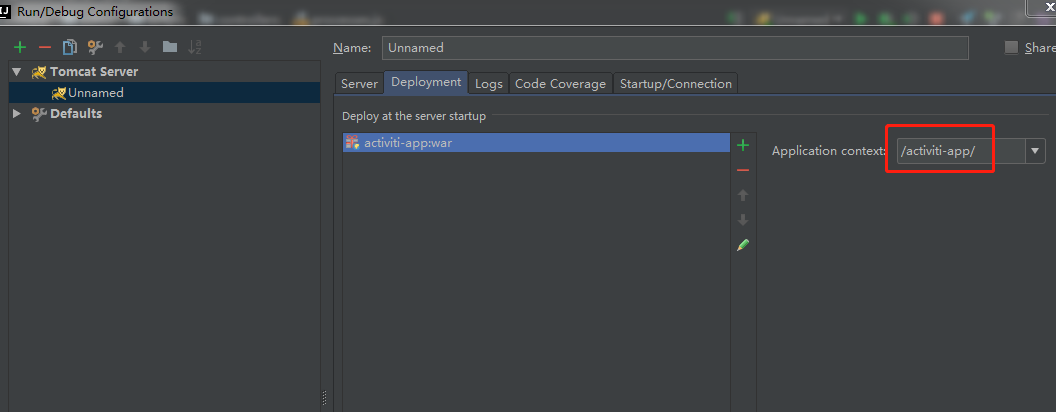 Run/Debug Configurations
Name: Unnamed
Share
Tomcat Server
Unnamed
Defaults
Server Deployment Logs Code Coverage Startup/Connection
Deploy at the server startup
activiti-app:war
Application context: /activiti-app/